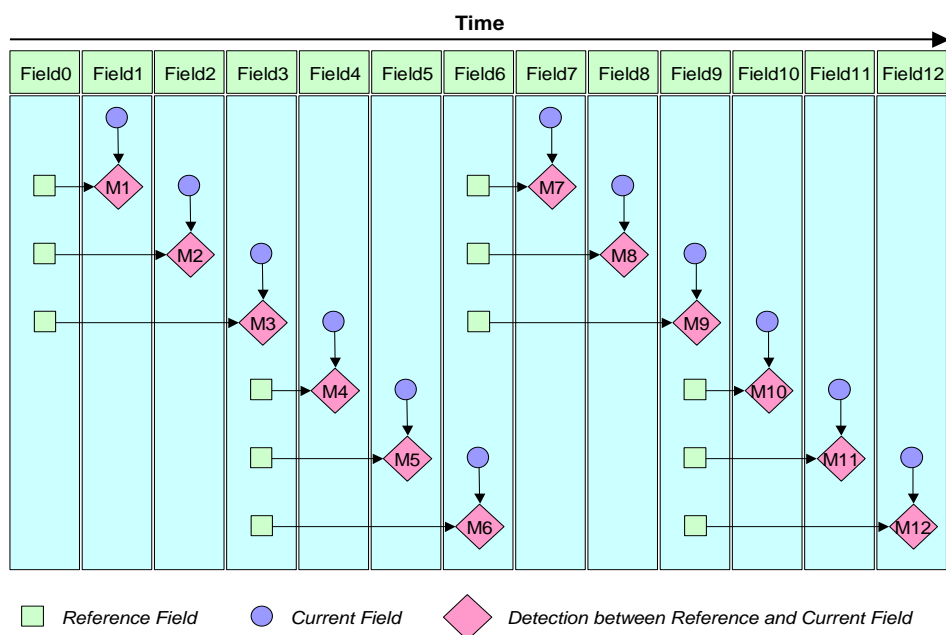 Time
Field0 Field1 Field2 Field3 Field4 Field5 Field6 Field7 Field8 Field9 Field10 Field11 Field12
M1 M7
M2 M8
M3 M9
M4 M10
M5 M11
M6 M12
Reference Field Current Field Detection between Reference and Current Field